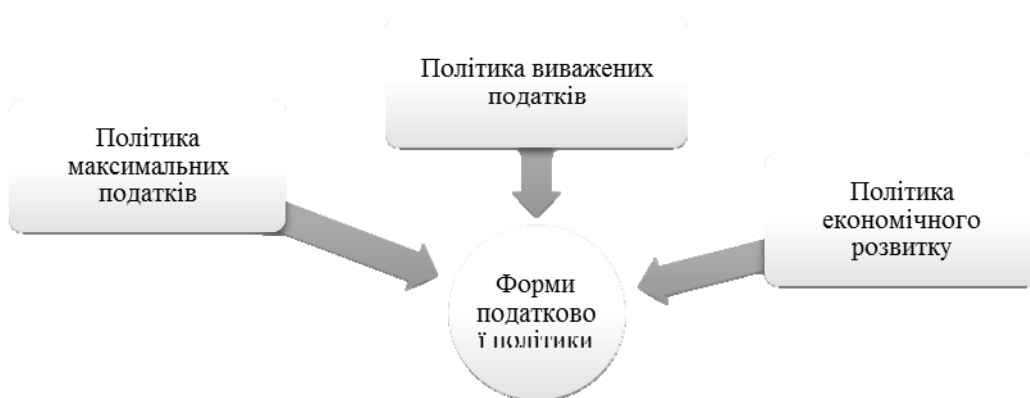 Політика виважених
податків
Політика
максимальних
податків
Політика
економічного
розвитку
Форми
податково
ї політики